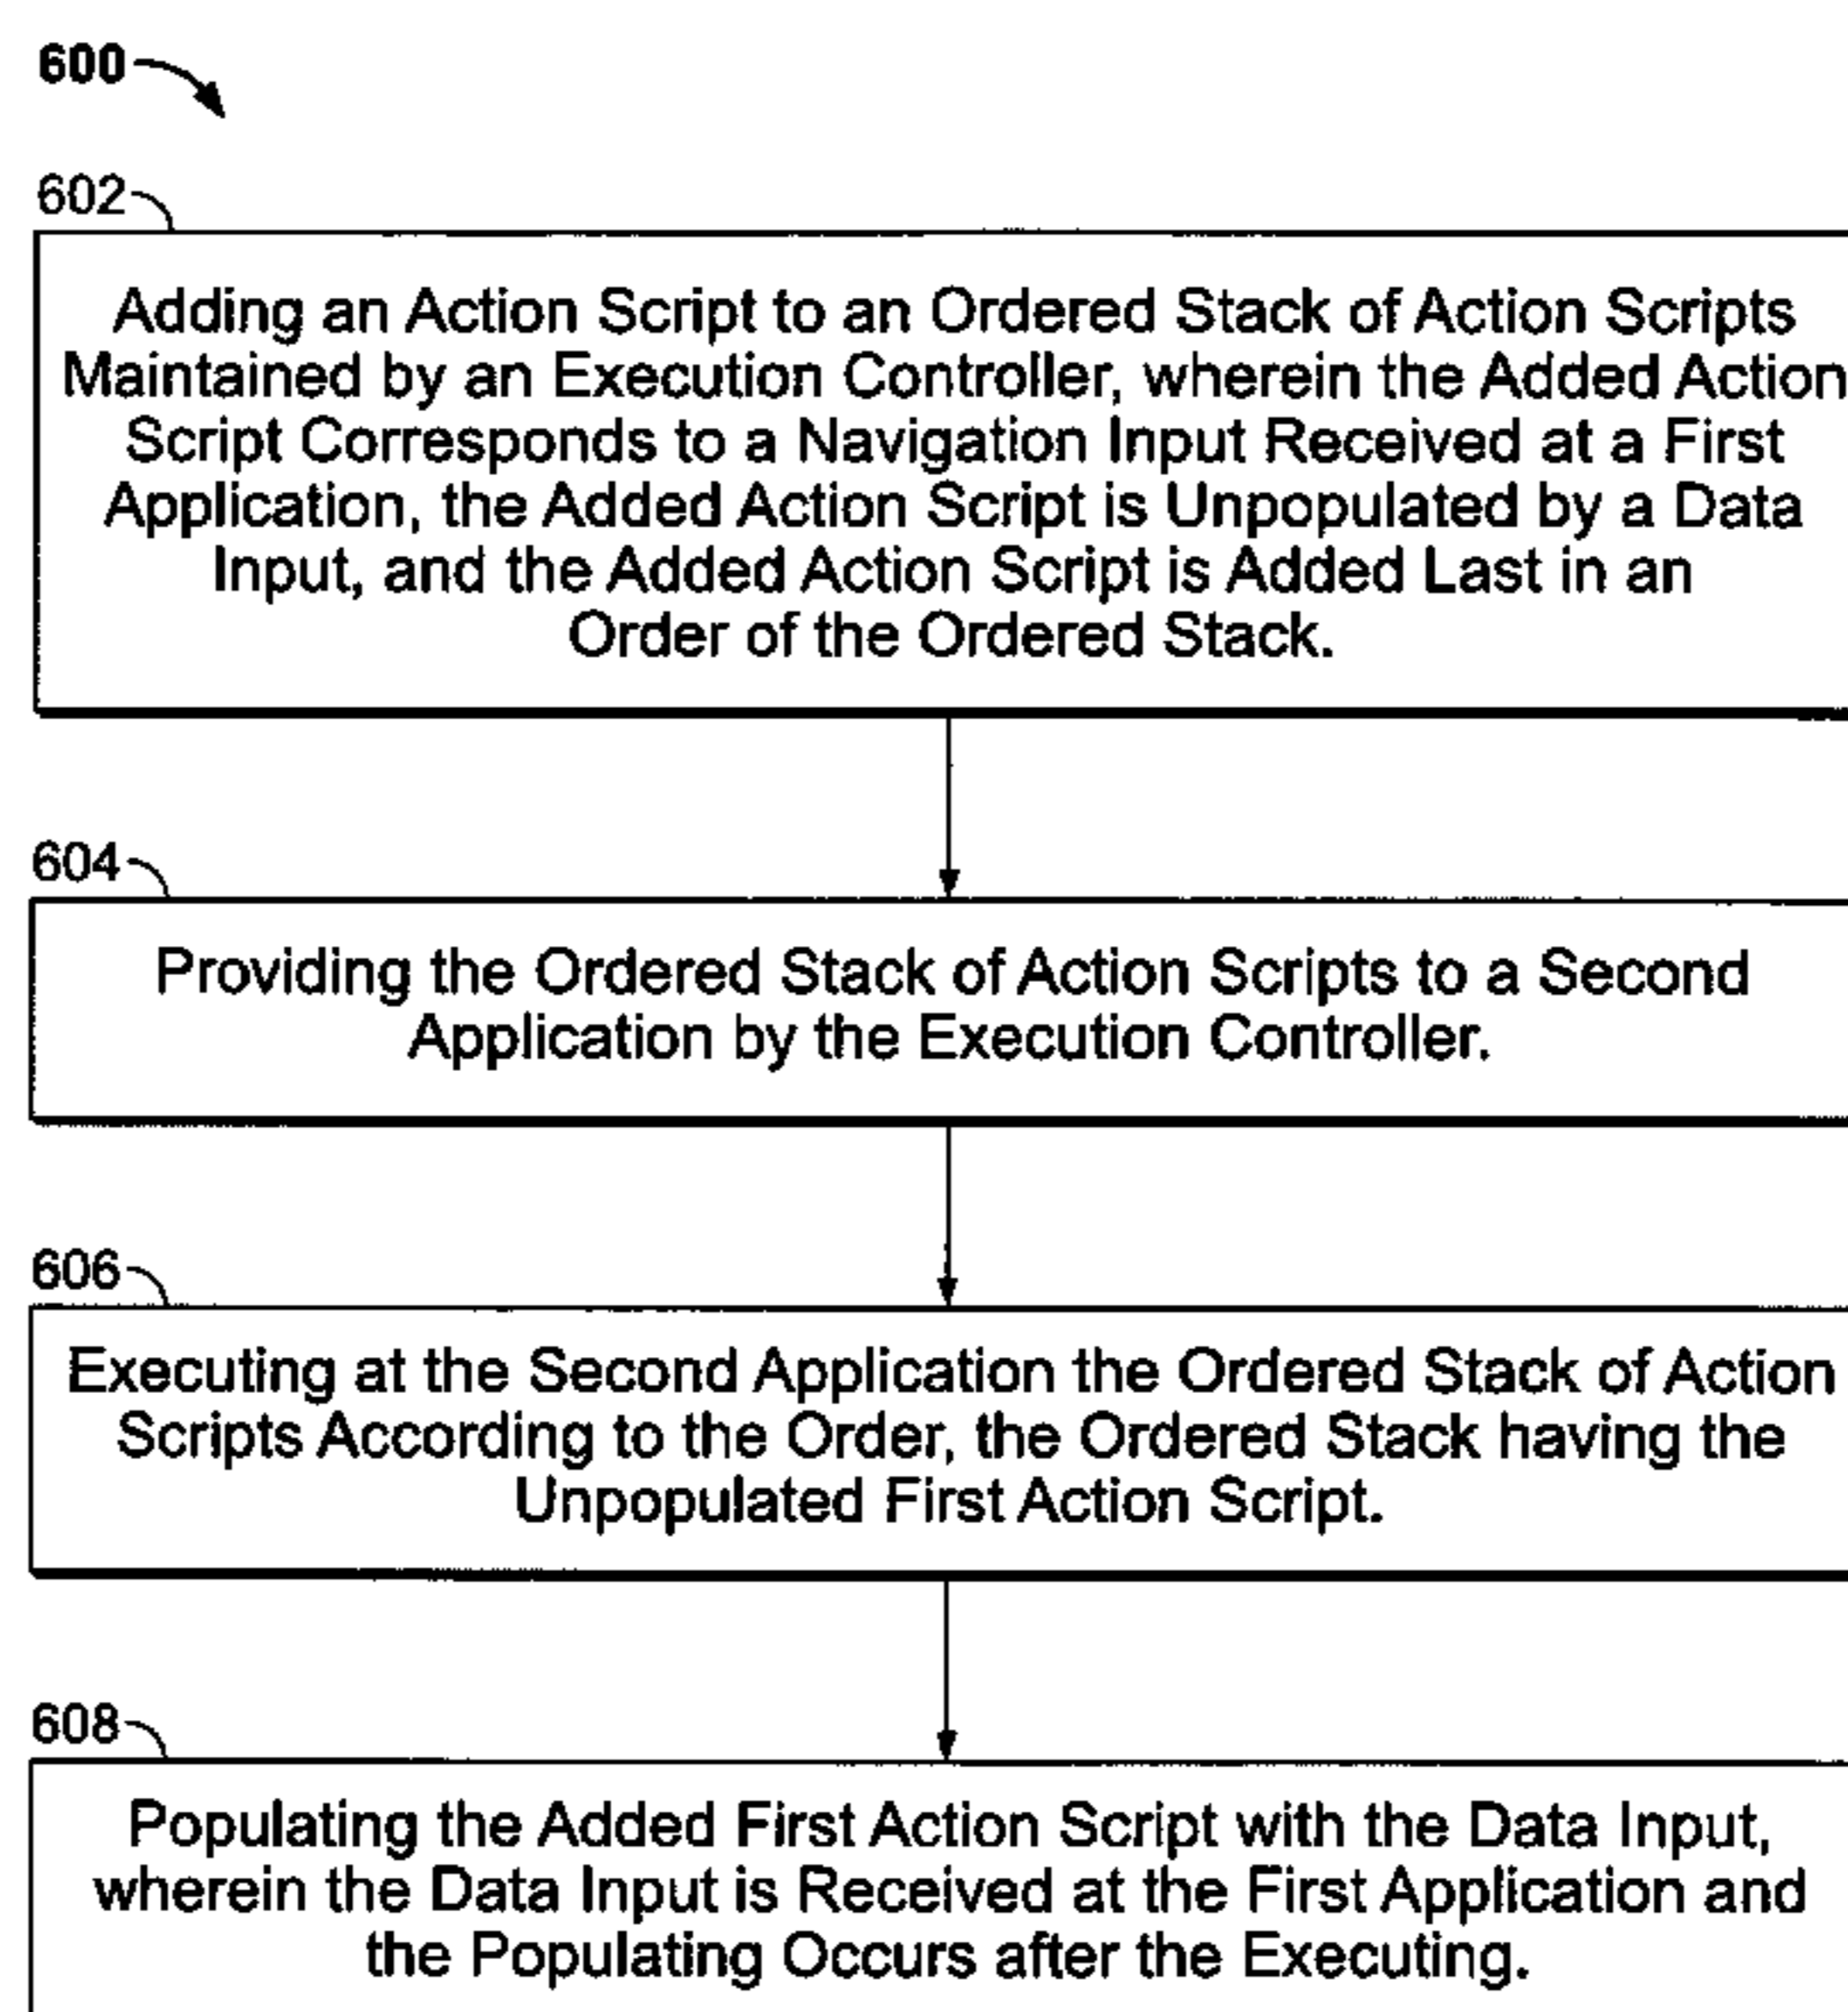 600
602
Adding an Action Script to an Ordered Stack of Action Scripts
Maintained by an Execution Controller, wherein the Added Action
Script Corresponds to a Navigation Input Received at a First
Application, the Added Action Script is Unpopulated by a Data
Input, and the Added Action Script is Added Last in an
Order of the Ordered Stack.
604
Providing the Ordered Stack of Action Scripts to a Second
Application by the Execution Controller.
606
Executing at the Second Application the Ordered Stack of Action
Scripts According to the Order, the Ordered Stack having the
Unpopulated First Action Script.
608
Populating the Added First Action Script with the Data Input,
wherein the Data Input is Received at the First Application and
the Populating Occurs after the Executing.